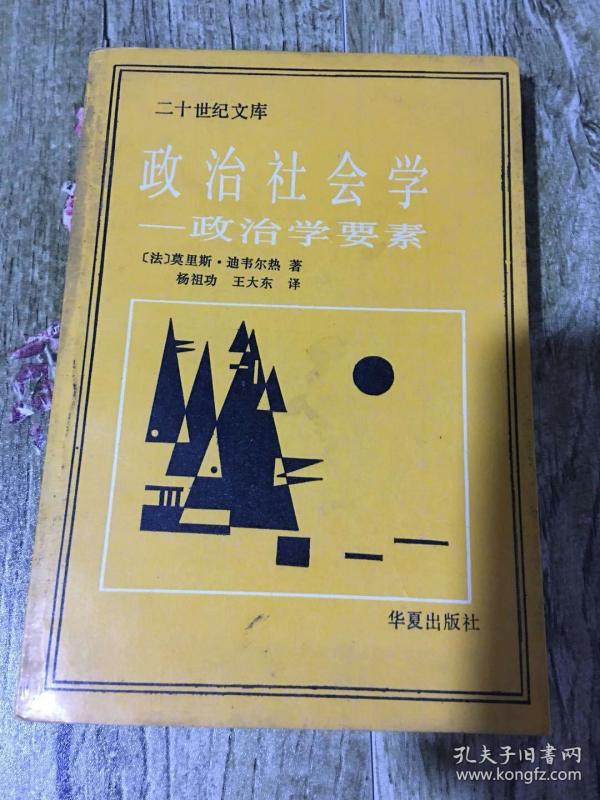 二十世纪文库
政治社会学
—政治学要素
〔法〕莫里斯·迪韦尔热 著
杨祖功 王大东 译
华夏出版社
孔夫子旧书网
www.kongfz.com